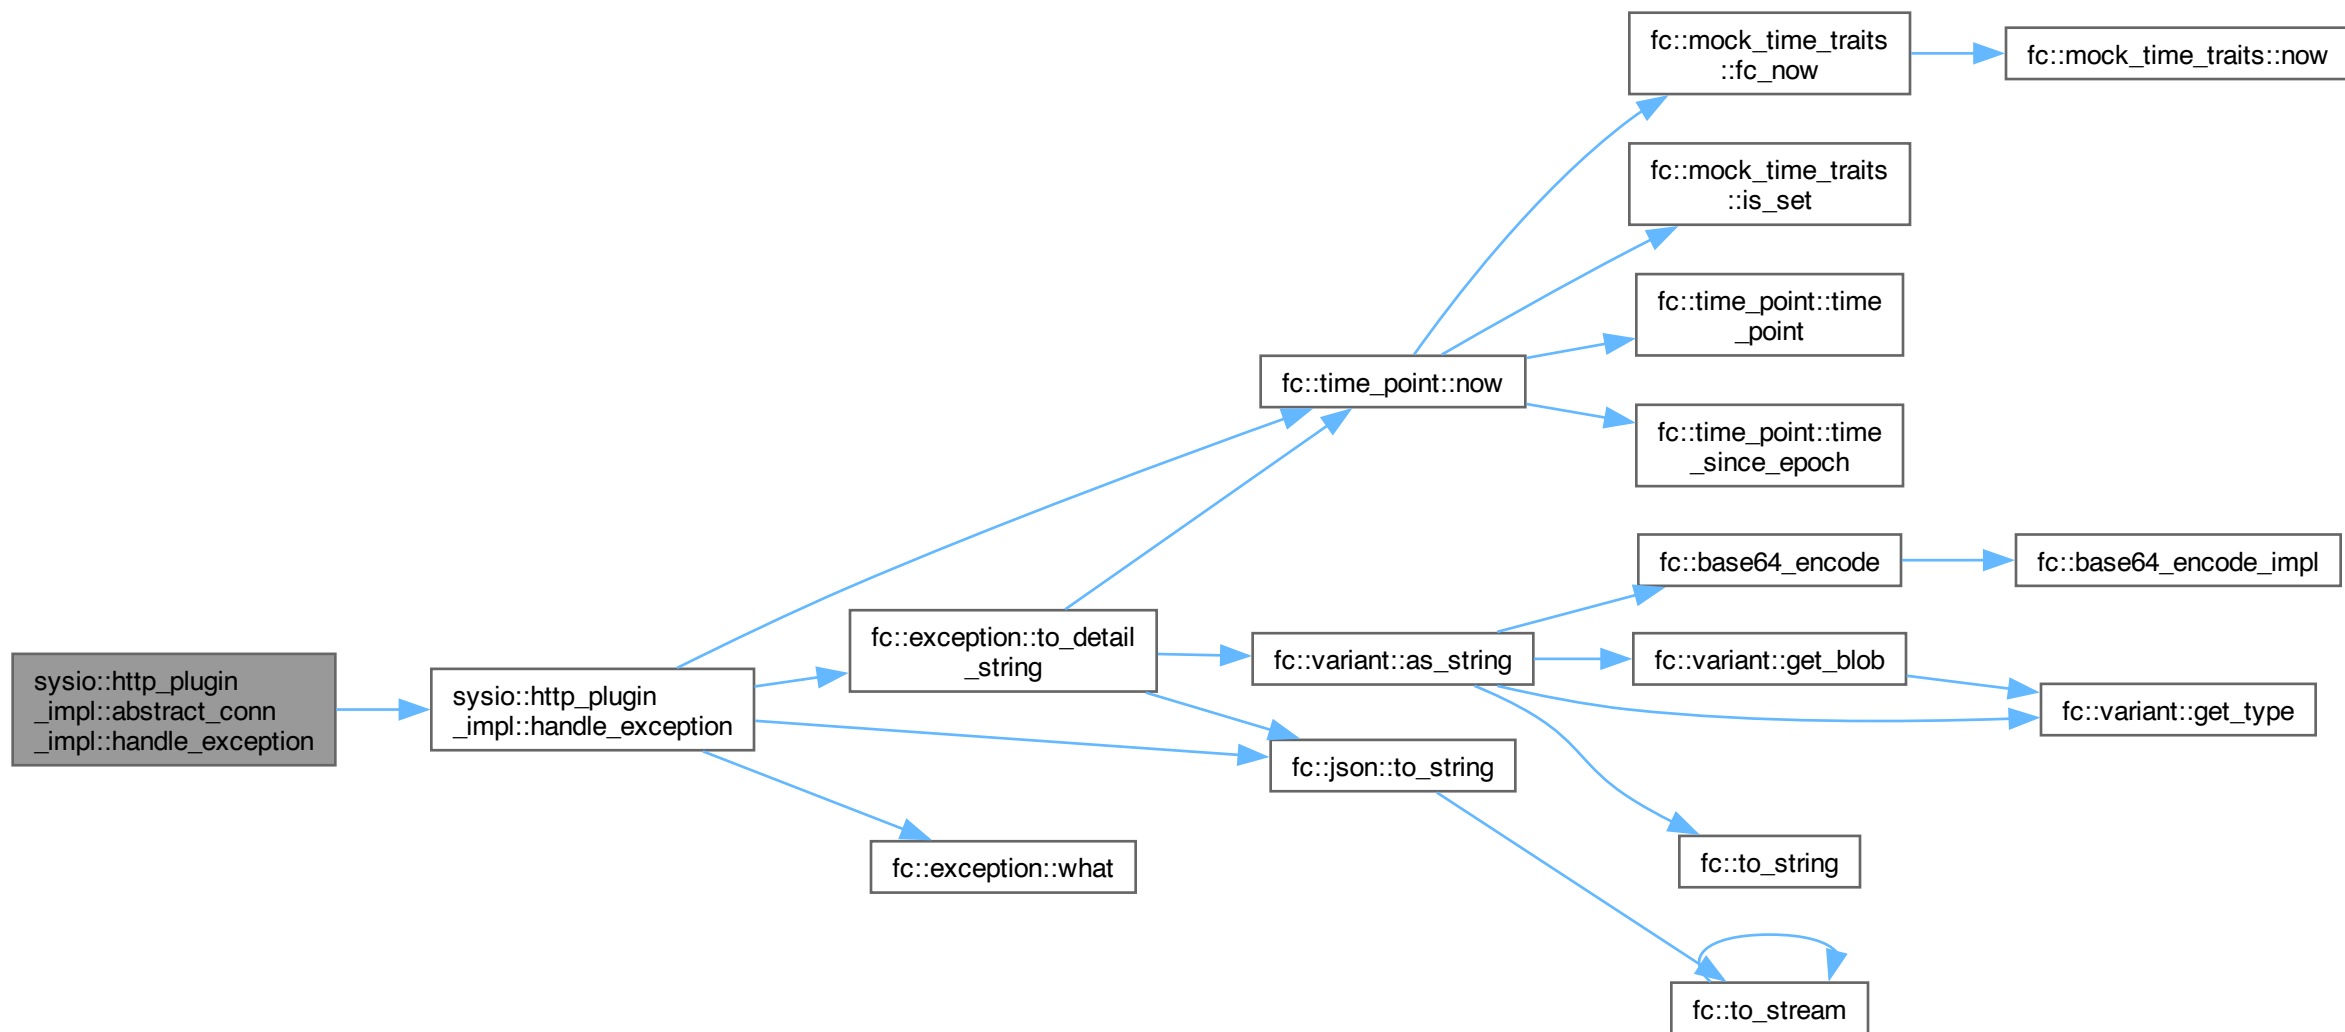 fc::mock_time_traits
::fc_now
fc::mock_time_traits::now
fc::mock_time_traits
::is_set
fc::time_point::time
_point
fc::time_point::now
fc::time_point::time
_since_epoch
fc::base64_encode
fc::base64_encode_impl
fc::exception::to_detail
_string
fc::variant::as_string
fc::variant::get_blob
sysio::http_plugin
_impl::abstract_conn
_impl::handle_exception
sysio::http_plugin
_impl::handle_exception
fc::variant::get_type
fc::json::to_string
fc::exception::what
fc::to_string
fc::to_stream